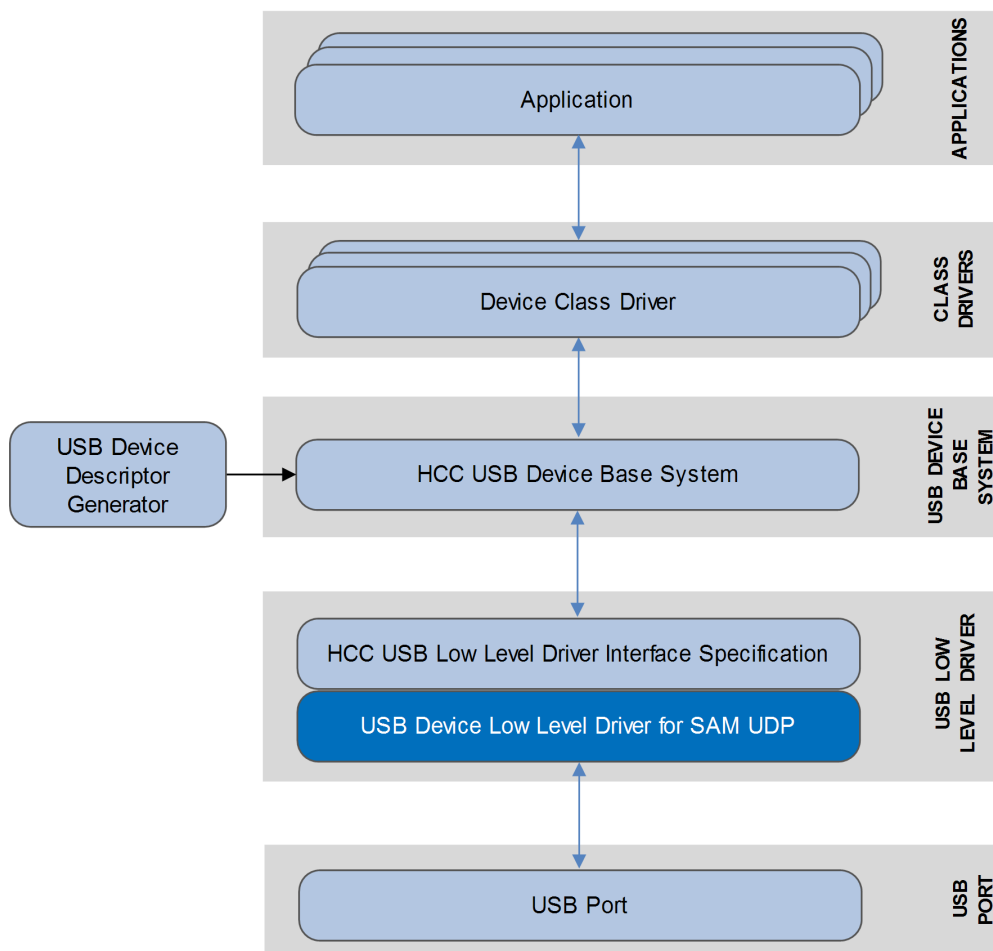 Application
APPLICATIONS
Device Class Driver
CLASS
DRIVERS
USB Device
Descriptor
Generator
HCC USB Device Base System
USB DEVICE
BASE
SYSTEM
HCC USB Low Level Driver Interface Specification
USB Device Low Level Driver for SAM UDP
USB LOW
LEVEL DRIVER
USB Port
USB
PORT